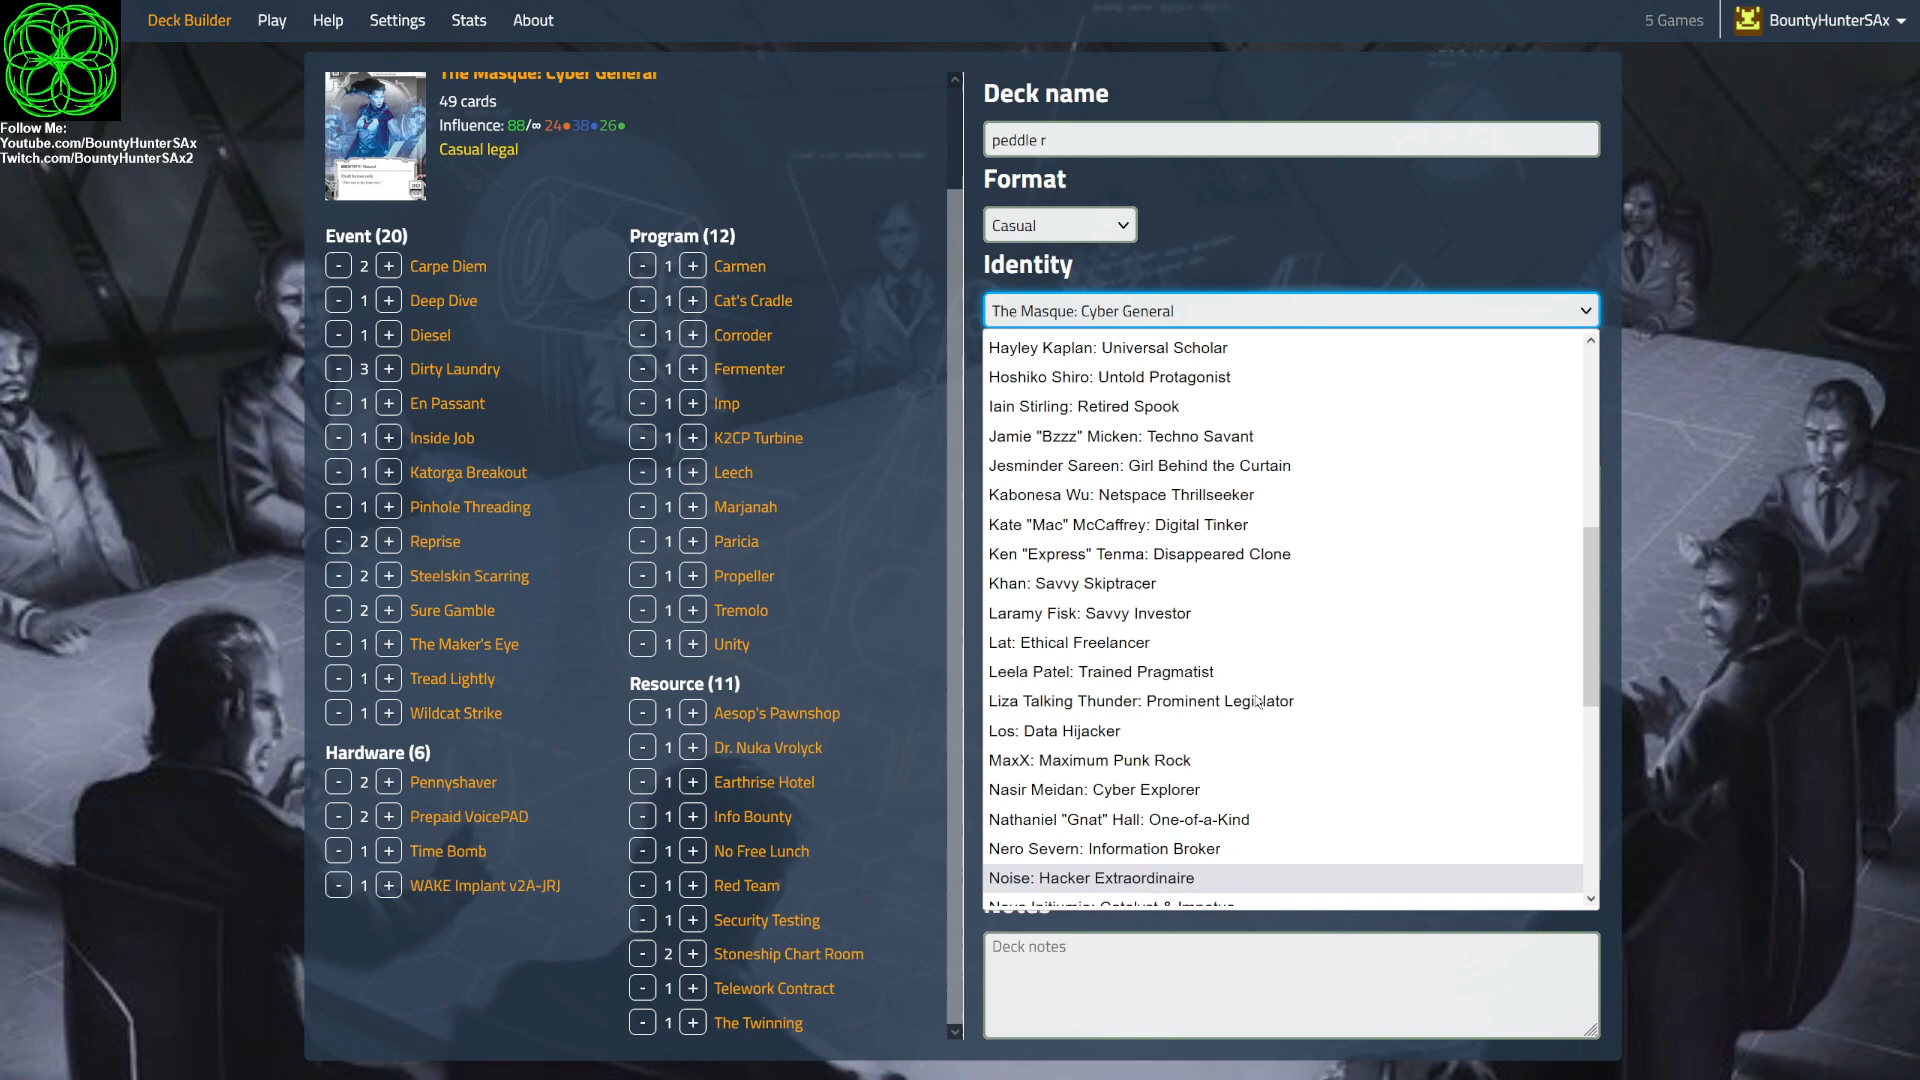 Deck Builder
Play
Help
Settings
Stats
About
5 Games
BountyHunterSAx
Follow Me:
Youtube.com/BountyHunterSAx
Twitch.com/BountyHunterSAx2
The Masque: Cyber General
49 cards
Influence: 88/∞ 24●38●26●
Casual legal
Event (20)
- 2 + Carpe Diem
- 1 + Deep Dive
- 1 + Diesel
- 3 + Dirty Laundry
- 1 + En Passant
- 1 + Inside Job
- 1 + Katorga Breakout
- 1 + Pinhole Threading
- 2 + Reprise
- 2 + Steelskin Scarring
- 2 + Sure Gamble
- 1 + The Maker's Eye
- 1 + Tread Lightly
- 1 + Wildcat Strike
Hardware (6)
- 2 + Pennyshaver
- 2 + Prepaid VoicePAD
- 1 + Time Bomb
- 1 + WAKE Implant v2A-JRJ
Program (12)
- 1 + Carmen
- 1 + Cat's Cradle
- 1 + Corroder
- 1 + Fermenter
- 1 + Imp
- 1 + K2CP Turbine
- 1 + Leech
- 1 + Marjanah
- 1 + Paricia
- 1 + Propeller
- 1 + Tremolo
- 1 + Unity
Resource (11)
- 1 + Aesop's Pawnshop
- 1 + Dr. Nuka Vrolyck
- 1 + Earthrise Hotel
- 1 + Info Bounty
- 1 + No Free Lunch
- 1 + Red Team
- 1 + Security Testing
- 2 + Stoneship Chart Room
- 1 + Telework Contract
- 1 + The Twinning
Deck name
peddle r
Format
Casual
Identity
The Masque: Cyber General
Hayley Kaplan: Universal Scholar
Hoshiko Shiro: Untold Protagonist
Iain Stirling: Retired Spook
Jamie "Bzzz" Micken: Techno Savant
Jesminder Sareen: Girl Behind the Curtain
Kabonesa Wu: Netspace Thrillseeker
Kate "Mac" McCaffrey: Digital Tinker
Ken "Express" Tenma: Disappeared Clone
Khan: Savvy Skiptracer
Laramy Fisk: Savvy Investor
Lat: Ethical Freelancer
Leela Patel: Trained Pragmatist
Liza Talking Thunder: Prominent Legislator
Los: Data Hijacker
MaxX: Maximum Punk Rock
Nasir Meidan: Cyber Explorer
Nathaniel "Gnat" Hall: One-of-a-Kind
Nero Severn: Information Broker
Noise: Hacker Extraordinaire
Notes
Deck notes